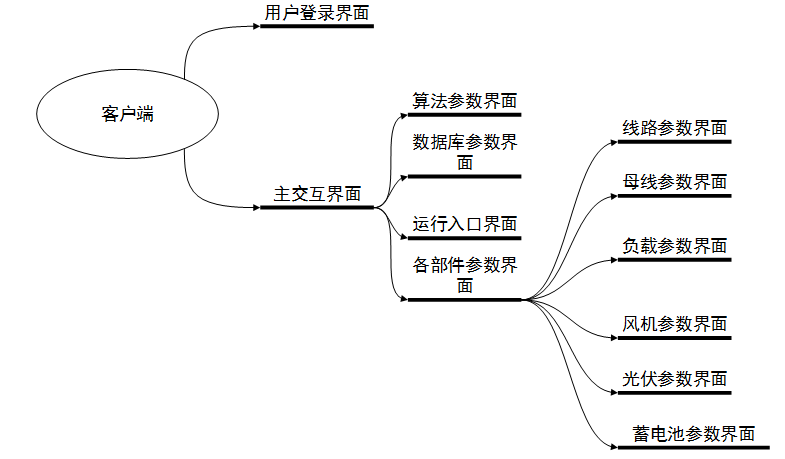 用户登录界面
客户端
主交互界面
算法参数界面
数据库参数界
面
运行入口界面
各部件参数界
面
线路参数界面
母线参数界面
负载参数界面
风机参数界面
光伏参数界面
蓄电池参数界面